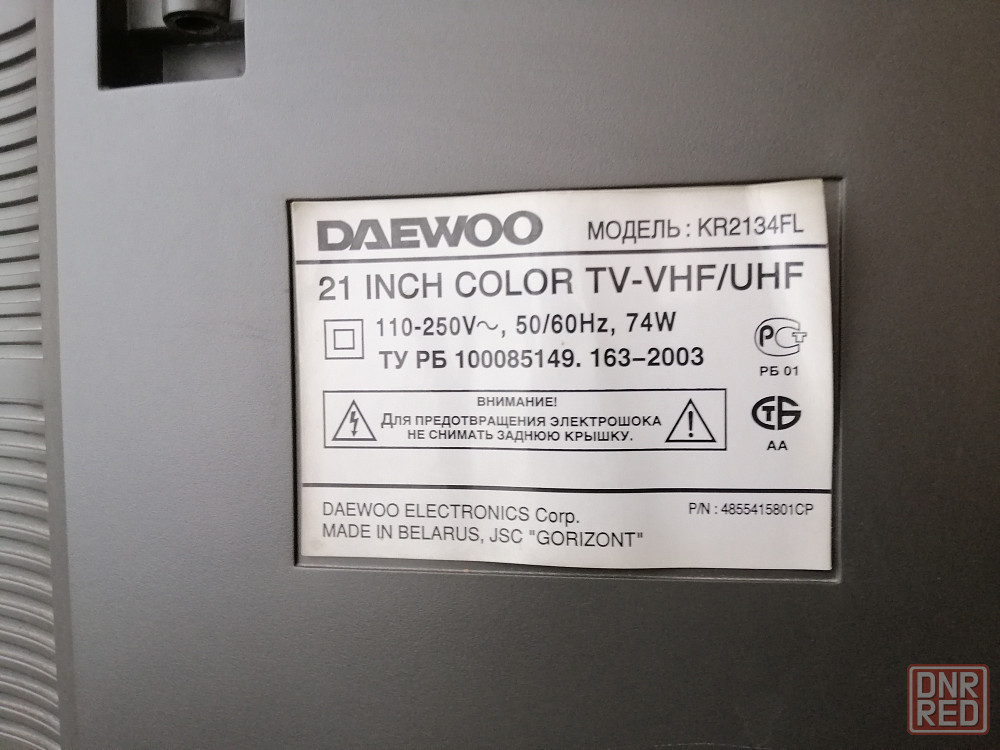 DAEWOO МОДЕЛЬ : KR2134FL
21 INCH COLOR TV-VHF/UHF
110-250V~, 50/60Hz, 74W
ТУ РБ 100085149. 163-2003
РСТ
РБ 01
ВНИМАНИЕ!
ДЛЯ ПРЕДОТВРАЩЕНИЯ ЭЛЕКТРОШОКА
НЕ СНИМАТЬ ЗАДНЮЮ КРЫШКУ.
СТБ
АА
DAEWOO ELECTRONICS Corp.
MADE IN BELARUS, JSC "GORIZONT"
P/N : 4855415801CP
DNR
RED